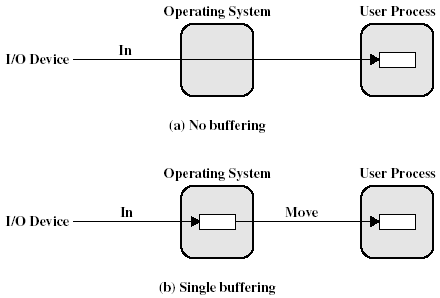 Operating System User Process
I/O Device In
(a) No buffering
Operating System User Process
I/O Device In Move
(b) Single buffering